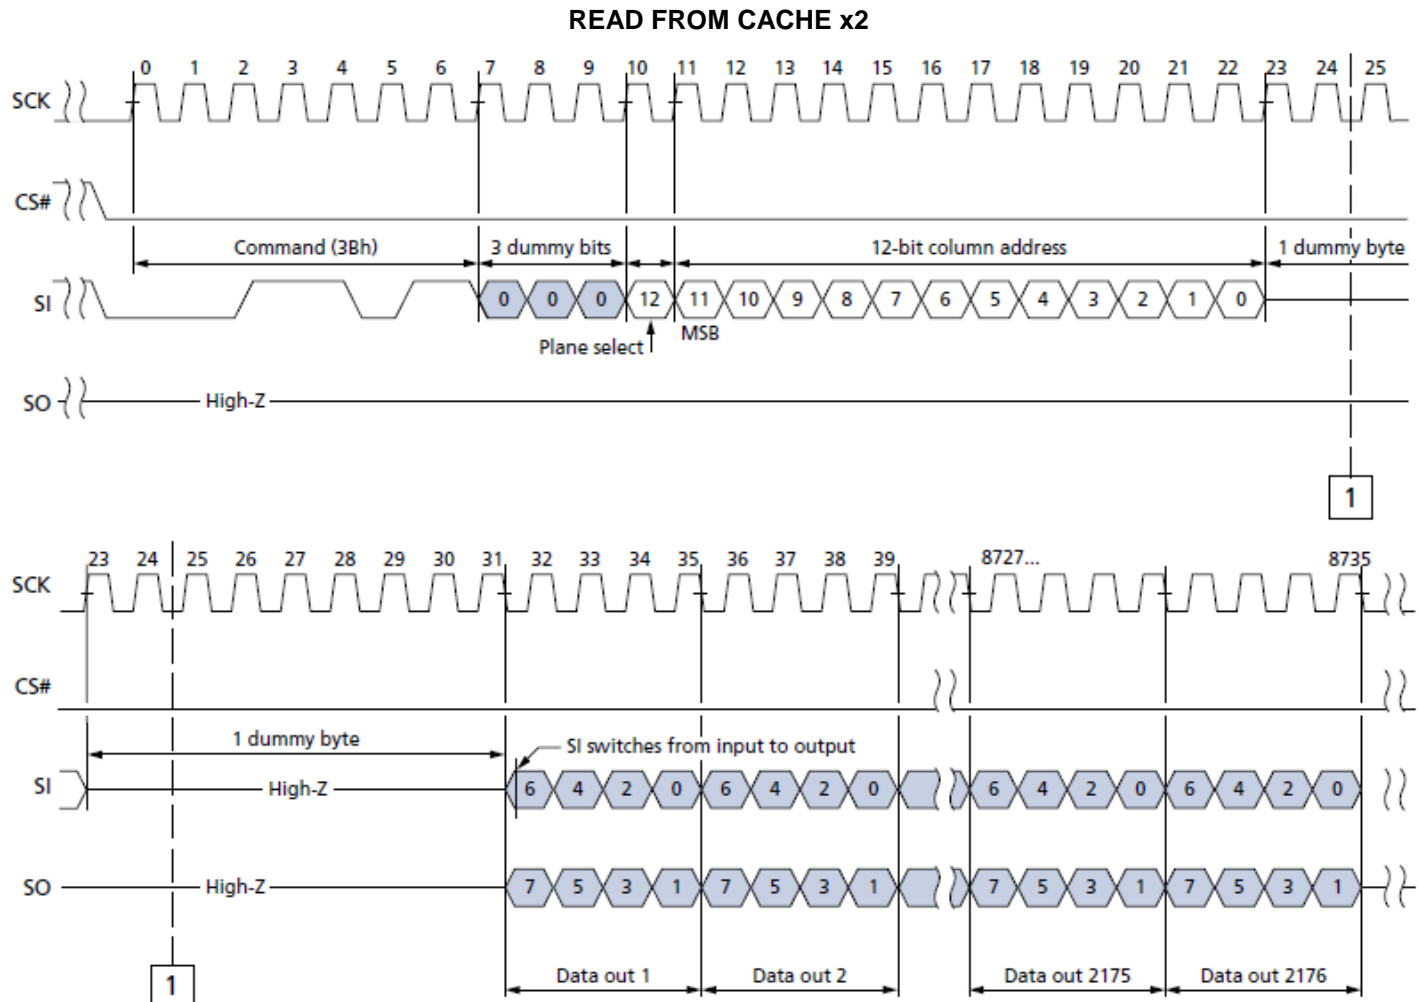 READ FROM CACHE x2
0 1 2 3 4 5 6 7 8 9 10 11 12 13 14 15 16 17 18 19 20 21 22 23 24 25
SCK
CS#
Command (3Bh) 3 dummy bits 12-bit column address 1 dummy byte
SI 0 0 0 12 11 10 9 8 7 6 5 4 3 2 1 0
MSB
Plane select
SO High-Z
1
23 24 25 26 27 28 29 30 31 32 33 34 35 36 37 38 39 8727... 8735
SCK
CS#
1 dummy byte SI switches from input to output
SI High-Z 6 4 2 0 6 4 2 0 6 4 2 0 6 4 2 0
SO High-Z 7 5 3 1 7 5 3 1 7 5 3 1 7 5 3 1
1 Data out 1 Data out 2 Data out 2175 Data out 2176